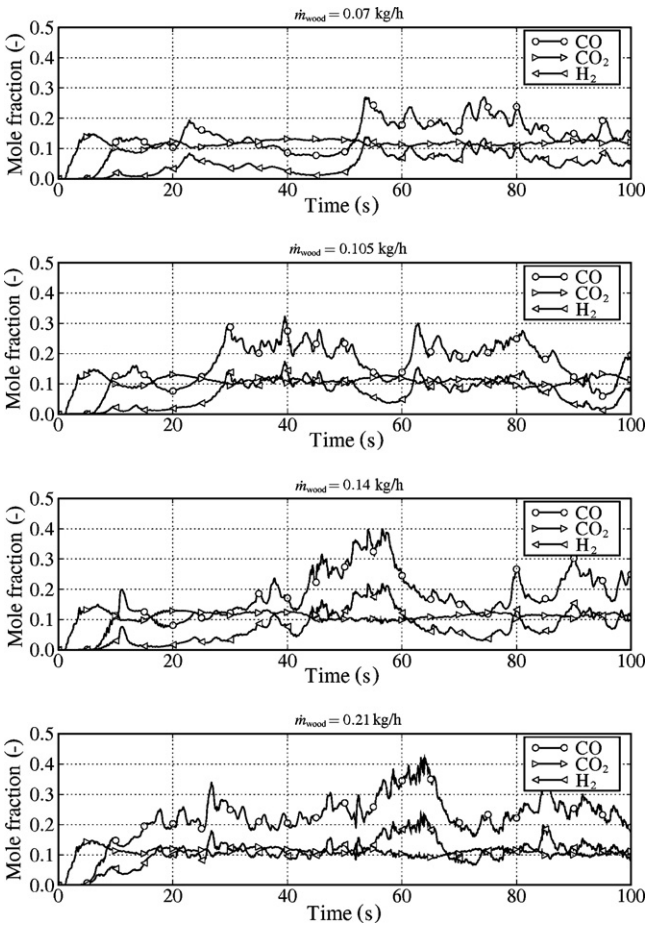 ṁwood = 0.07 kg/h
0.5
0.4
0.3
0.2
0.1
0.0
Mole fraction (-)
CO
CO2
H2
0 20 40 60 80 100
Time (s)
ṁwood = 0.105 kg/h
0.5
0.4
0.3
0.2
0.1
0.0
Mole fraction (-)
CO
CO2
H2
0 20 40 60 80 100
Time (s)
ṁwood = 0.14 kg/h
0.5
0.4
0.3
0.2
0.1
0.0
Mole fraction (-)
CO
CO2
H2
0 20 40 60 80 100
Time (s)
ṁwood = 0.21 kg/h
0.5
0.4
0.3
0.2
0.1
0.0
Mole fraction (-)
CO
CO2
H2
0 20 40 60 80 100
Time (s)